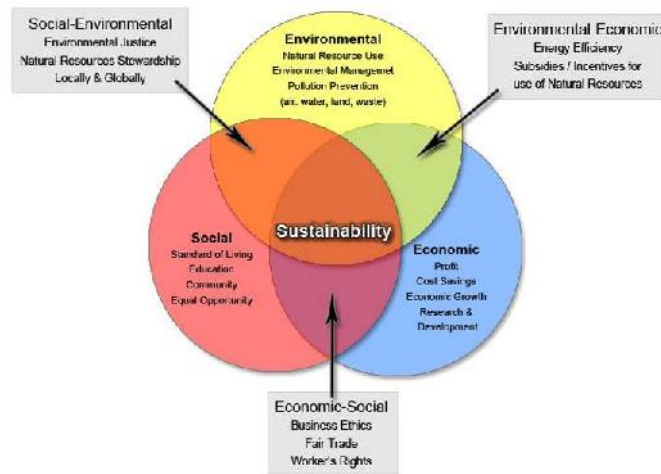 Social-Environmental
Environmental Justice
Natural Resources Stewardship
Locally & Globally
Environmental
Natural Resource Use
Environmental Managemet
Pollution Prevention
(air, water, land, waste)
Environmental-Economic
Energy Efficiency
Subsidies / Incentives for
use of Natural Resources
Sustainability
Social
Standard of Living
Education
Community
Equal Opportunity
Economic
Profit
Cost Savings
Economic Growth
Research &
Development
Economic-Social
Business Ethics
Fair Trade
Worker's Rights